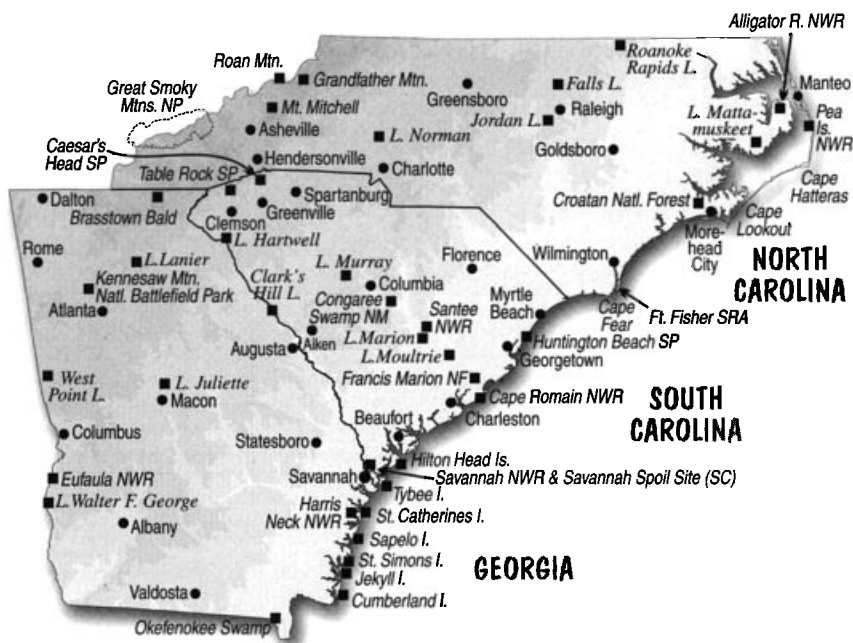 Alligator R. NWR
Roanoke
Rapids L.
Roan Mtn.
Great Smoky
Mtns. NP
Grandfather Mtn.
Mt. Mitchell
Greensboro
Falls L.
Raleigh
Jordan L.
Manteo
L. Matta-
muskeet
Pea
Is.
NWR
Asheville
L. Norman
Caesar's
Head SP
Hendersonville
Charlotte
Goldsboro
Table Rock SP
Cape
Hatteras
Dalton
Brasstown Bald
Clemson
Greenville
Spartanburg
Croatan Natl. Forest
Cape
Lookout
More-
head
City
L. Hartwell
Rome
L.Lanier
Kennesaw Mtn.
Natl. Battlefield Park
Atlanta
Clark's
Hill L.
L. Murray
Columbia
Florence
Wilmington
NORTH
CAROLINA
Congaree
Swamp NM
Santee
NWR
Myrtle
Beach
Cape
Fear
Ft. Fisher SRA
Aiken
Augusta
L.Marion
L.Moultrie
Huntington Beach SP
Georgetown
West
Point L.
L. Juliette
Macon
Francis Marion NF
Cape Romain NWR
SOUTH
CAROLINA
Charleston
Beaufort
Columbus
Statesboro
Hilton Head Is.
Savannah
Savannah NWR & Savannah Spoil Site (SC)
Eufaula NWR
Tybee I.
L.Walter F. George
Harris
Neck NWR
St. Catherines I.
Albany
Sapelo I.
St. Simons I.
GEORGIA
Jekyll I.
Valdosta
Cumberland I.
Okefenokee Swamp